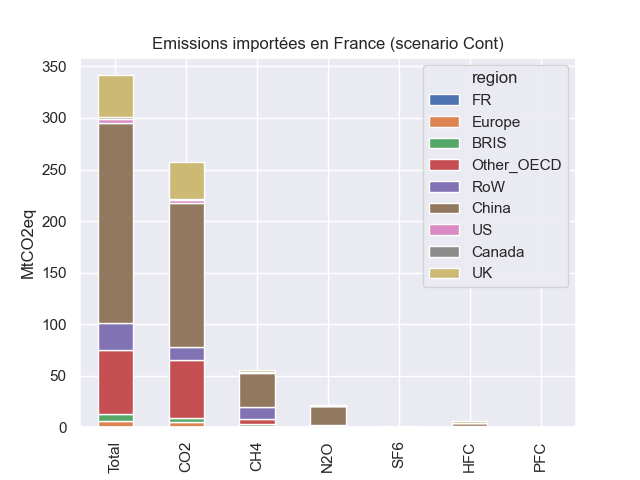 Emissions importées en France (scenario Cont)
MtCO2eq
350
300
250
200
150
100
50
0
region
FR
Europe
BRIS
Other_OECD
RoW
China
US
Canada
UK
Total
CO2
CH4
N2O
SF6
HFC
PFC